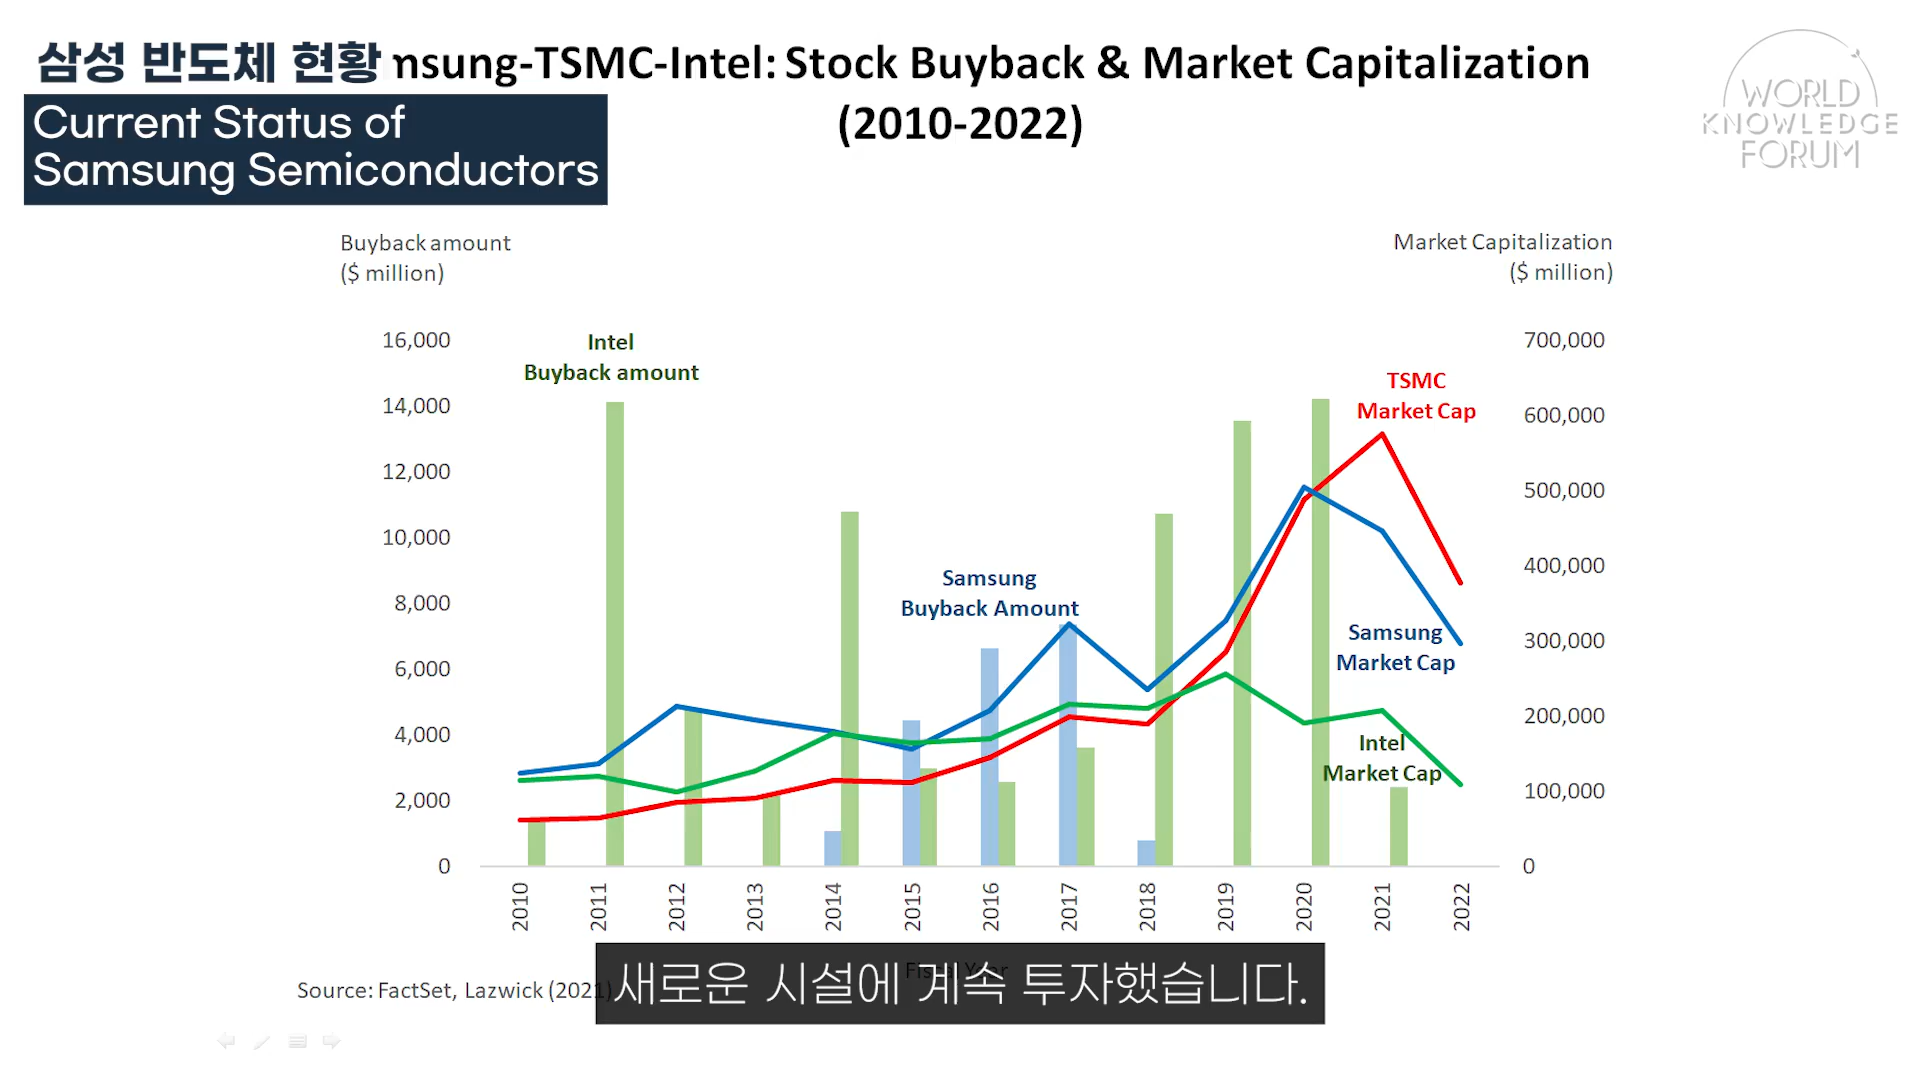 삼성 반도체 현황
msung-TSMC-Intel: Stock Buyback & Market Capitalization
(2010-2022)
Current Status of
Samsung Semiconductors
WORLD
KNOWLEDGE
FORUM
Buyback amount
($ million)
Market Capitalization
($ million)
16,000
14,000
12,000
10,000
8,000
6,000
4,000
2,000
0
700,000
600,000
500,000
400,000
300,000
200,000
100,000
0
Intel
Buyback amount
TSMC
Market Cap
Samsung
Buyback Amount
Samsung
Market Cap
Intel
Market Cap
2010
2011
2012
2013
2014
2015
2016
2017
2018
2019
2020
2021
2022
Fiscal Year
Source: FactSet, Lazwick (2021)
새로운 시설에 계속 투자했습니다.